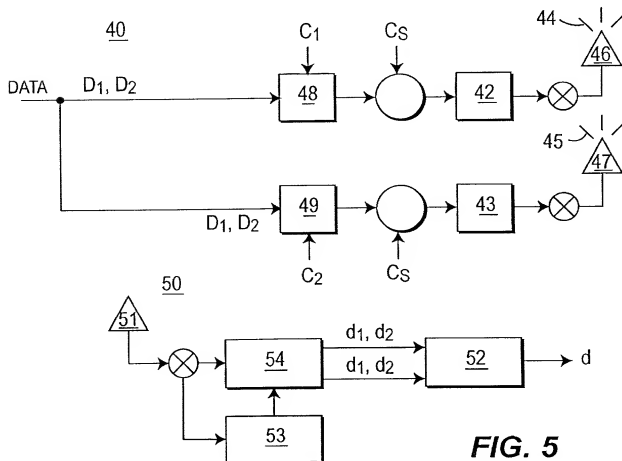 40
C1
CS
44
46
DATA
D1, D2
48
42
45
47
49
43
D1, D2
C2
CS
50
51
54
d1, d2
d1, d2
52
d
53
FIG. 5